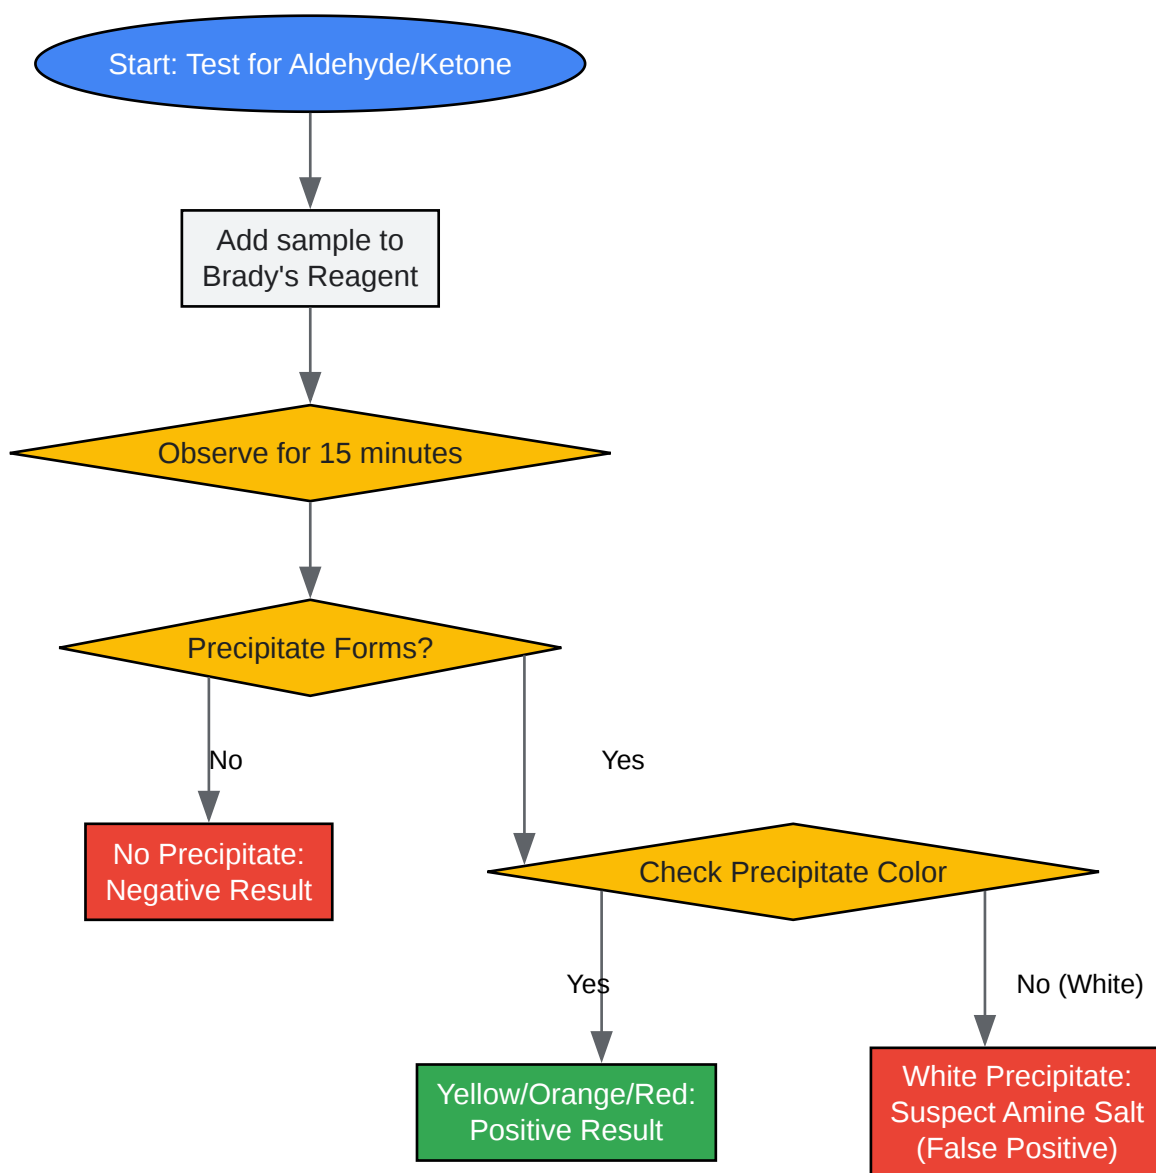 Start: Test for Aldehyde/Ketone
Add sample to
Brady's Reagent
Observe for 15 minutes
Precipitate Forms?
No
Yes
No Precipitate:
Negative Result
Check Precipitate Color
Yes
No (White)
Yellow/Orange/Red:
Positive Result
White Precipitate:
Suspect Amine Salt
(False Positive)